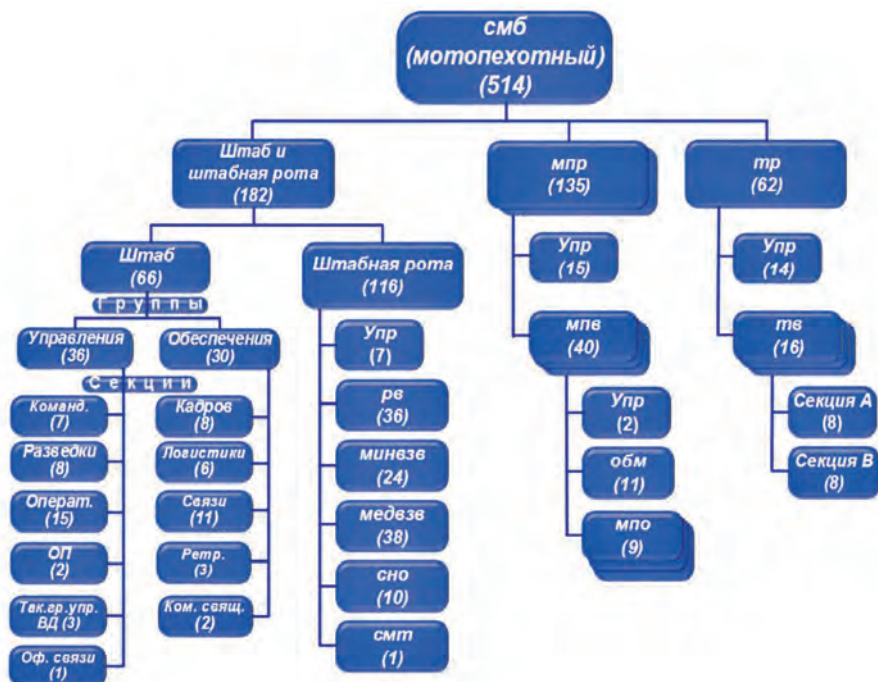 смб
(мотопехотный)
(514)
Штаб и
штабная рота
(182)
мпр
(135)
тр
(62)
Штаб
(66)
Группы
Управления
(36)
Обеспечения
(30)
Секции
Команд.
(7)
Разведки
(8)
Операт.
(15)
ОП
(2)
Так.гр.упр.
ВД (3)
Оф. связи
(1)
Кадров
(8)
Логистики
(6)
Связи
(11)
Ретр.
(3)
Ком. свящ.
(2)
Штабная рота
(116)
Упр
(7)
рв
(36)
минвзв
(24)
медвзв
(38)
сно
(10)
смт
(1)
Упр
(15)
мпв
(40)
Упр
(2)
обм
(11)
мпо
(9)
Упр
(14)
тв
(16)
Секция А
(8)
Секция В
(8)